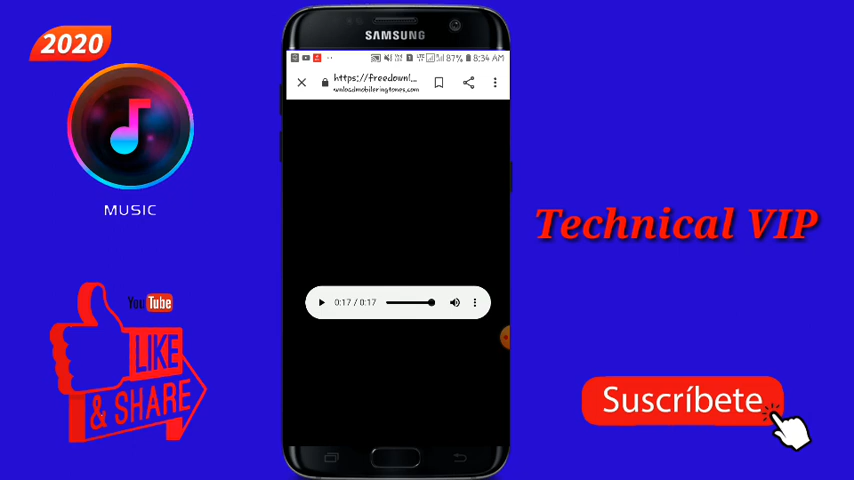 2020
SAMSUNG
87% 8:34 AM
https://freedownl...
wnloadmobileringtones.com
MUSIC
Technical VIP
0:17 / 0:17
YouTube
LIKE
& SHARE
Suscríbete